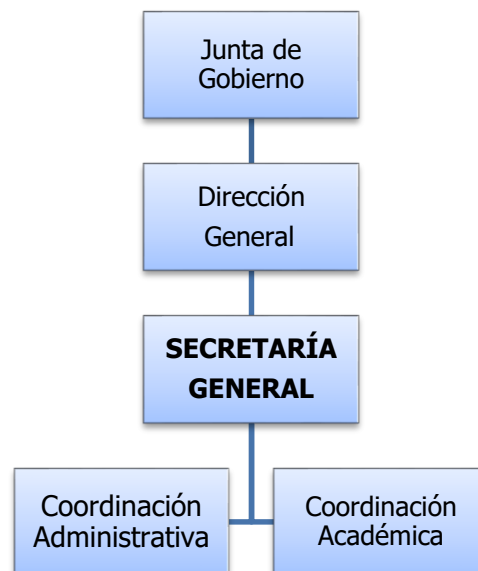 Junta de
Gobierno
Dirección
General
SECRETARÍA
GENERAL
Coordinación
Administrativa
Coordinación
Académica